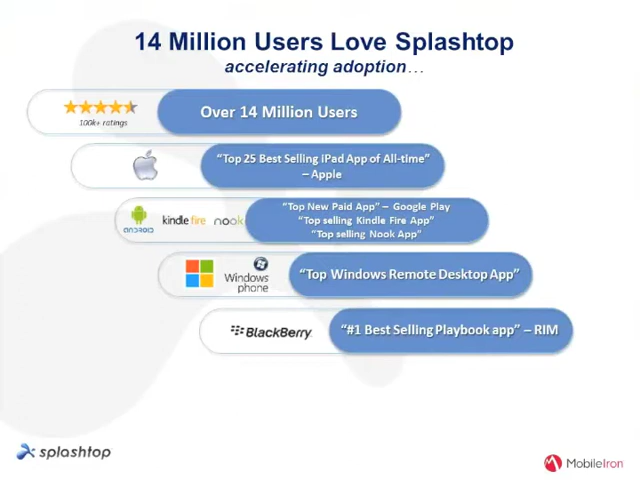 14 Million Users Love Splashtop
accelerating adoption…
100k+ ratings
Over 14 Million Users
“Top 25 Best Selling iPad App of All-time”
– Apple
ANDROID
kindle fire
nook
“Top New Paid App” – Google Play
“Top selling Kindle Fire App”
“Top selling Nook App”
Windows
phone
“Top Windows Remote Desktop App”
BlackBerry
“#1 Best Selling Playbook app” – RIM
splashtop
MobileIron